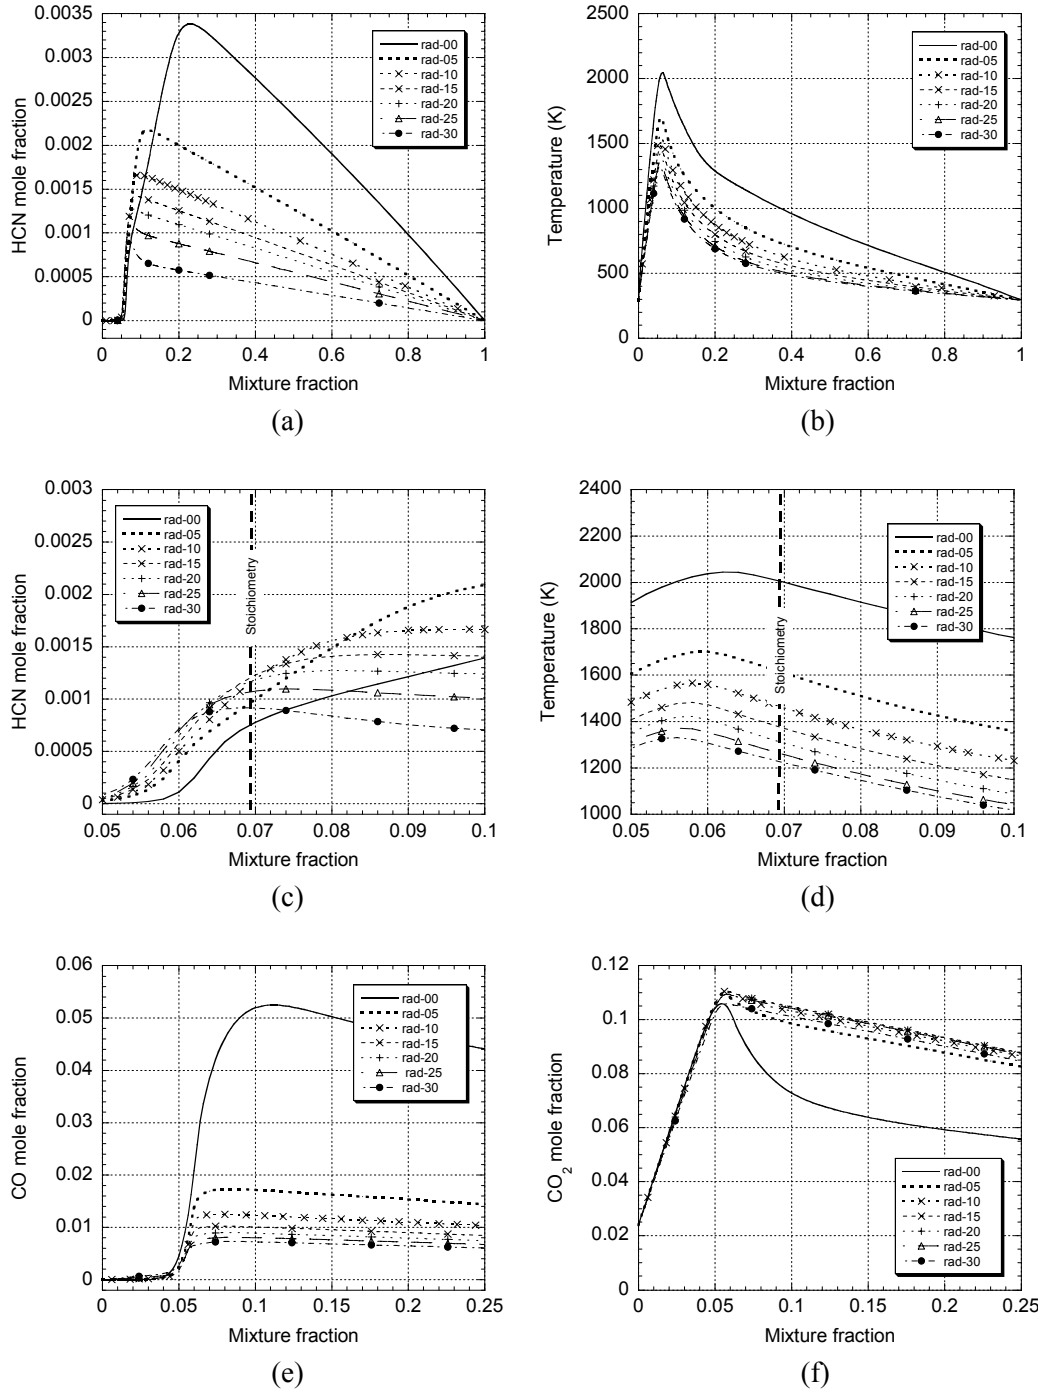 0.0035
0.003
0.0025
0.002
0.0015
0.001
0.0005
0
HCN mole fraction
rad-00
rad-05
rad-10
rad-15
rad-20
rad-25
rad-30
0 0.2 0.4 0.6 0.8 1
Mixture fraction
(a)
2500
2000
1500
1000
500
0
Temperature (K)
rad-00
rad-05
rad-10
rad-15
rad-20
rad-25
rad-30
0 0.2 0.4 0.6 0.8 1
Mixture fraction
(b)
0.003
0.0025
0.002
0.0015
0.001
0.0005
0
HCN mole fraction
rad-00
rad-05
rad-10
rad-15
rad-20
rad-25
rad-30
Stoichiometry
0.05 0.06 0.07 0.08 0.09 0.1
Mixture fraction
(c)
2400
2200
2000
1800
1600
1400
1200
1000
Temperature (K)
rad-00
rad-05
rad-10
rad-15
rad-20
rad-25
rad-30
Stoichiometry
0.05 0.06 0.07 0.08 0.09 0.1
Mixture fraction
(d)
0.06
0.05
0.04
0.03
0.02
0.01
0
CO mole fraction
rad-00
rad-05
rad-10
rad-15
rad-20
rad-25
rad-30
0 0.05 0.1 0.15 0.2 0.25
Mixture fraction
(e)
0.12
0.1
0.08
0.06
0.04
0.02
0
CO₂ mole fraction
rad-00
rad-05
rad-10
rad-15
rad-20
rad-25
rad-30
0 0.05 0.1 0.15 0.2 0.25
Mixture fraction
(f)